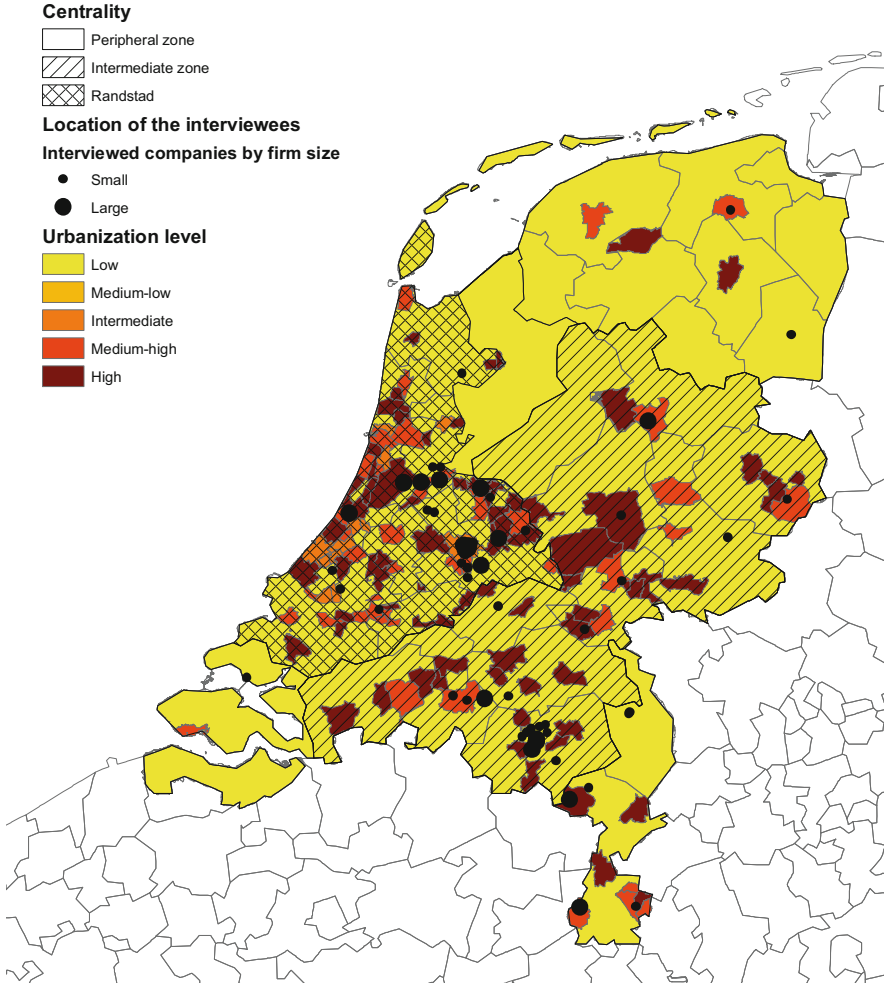 Centrality
Peripheral zone
Intermediate zone
Randstad
Location of the interviewees
Interviewed companies by firm size
Small
Large
Urbanization level
Low
Medium-low
Intermediate
Medium-high
High